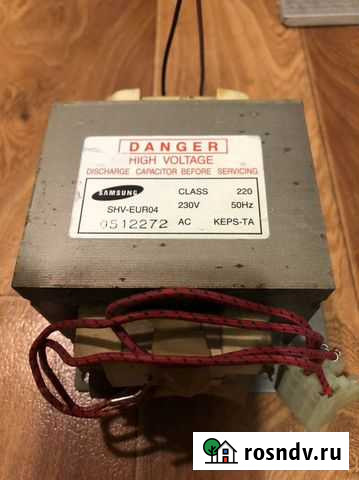 DANGER
HIGH VOLTAGE
DISCHARGE CAPACITOR BEFORE SERVICING
SAMSUNG CLASS 220
SHV-EUR04 230V 50Hz
0512272 AC KEPS-TA
rosndv.ru